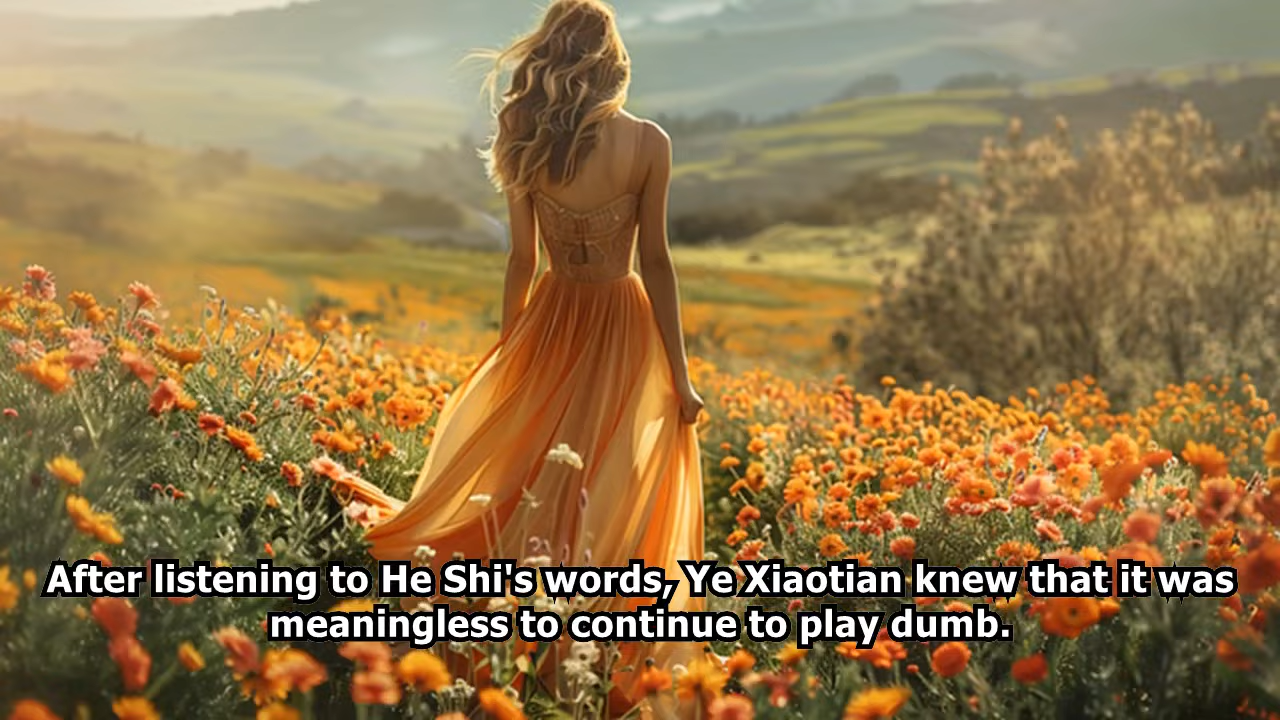 After listening to He Shi's words, Ye Xiaotian knew that it was
meaningless to continue to play dumb.